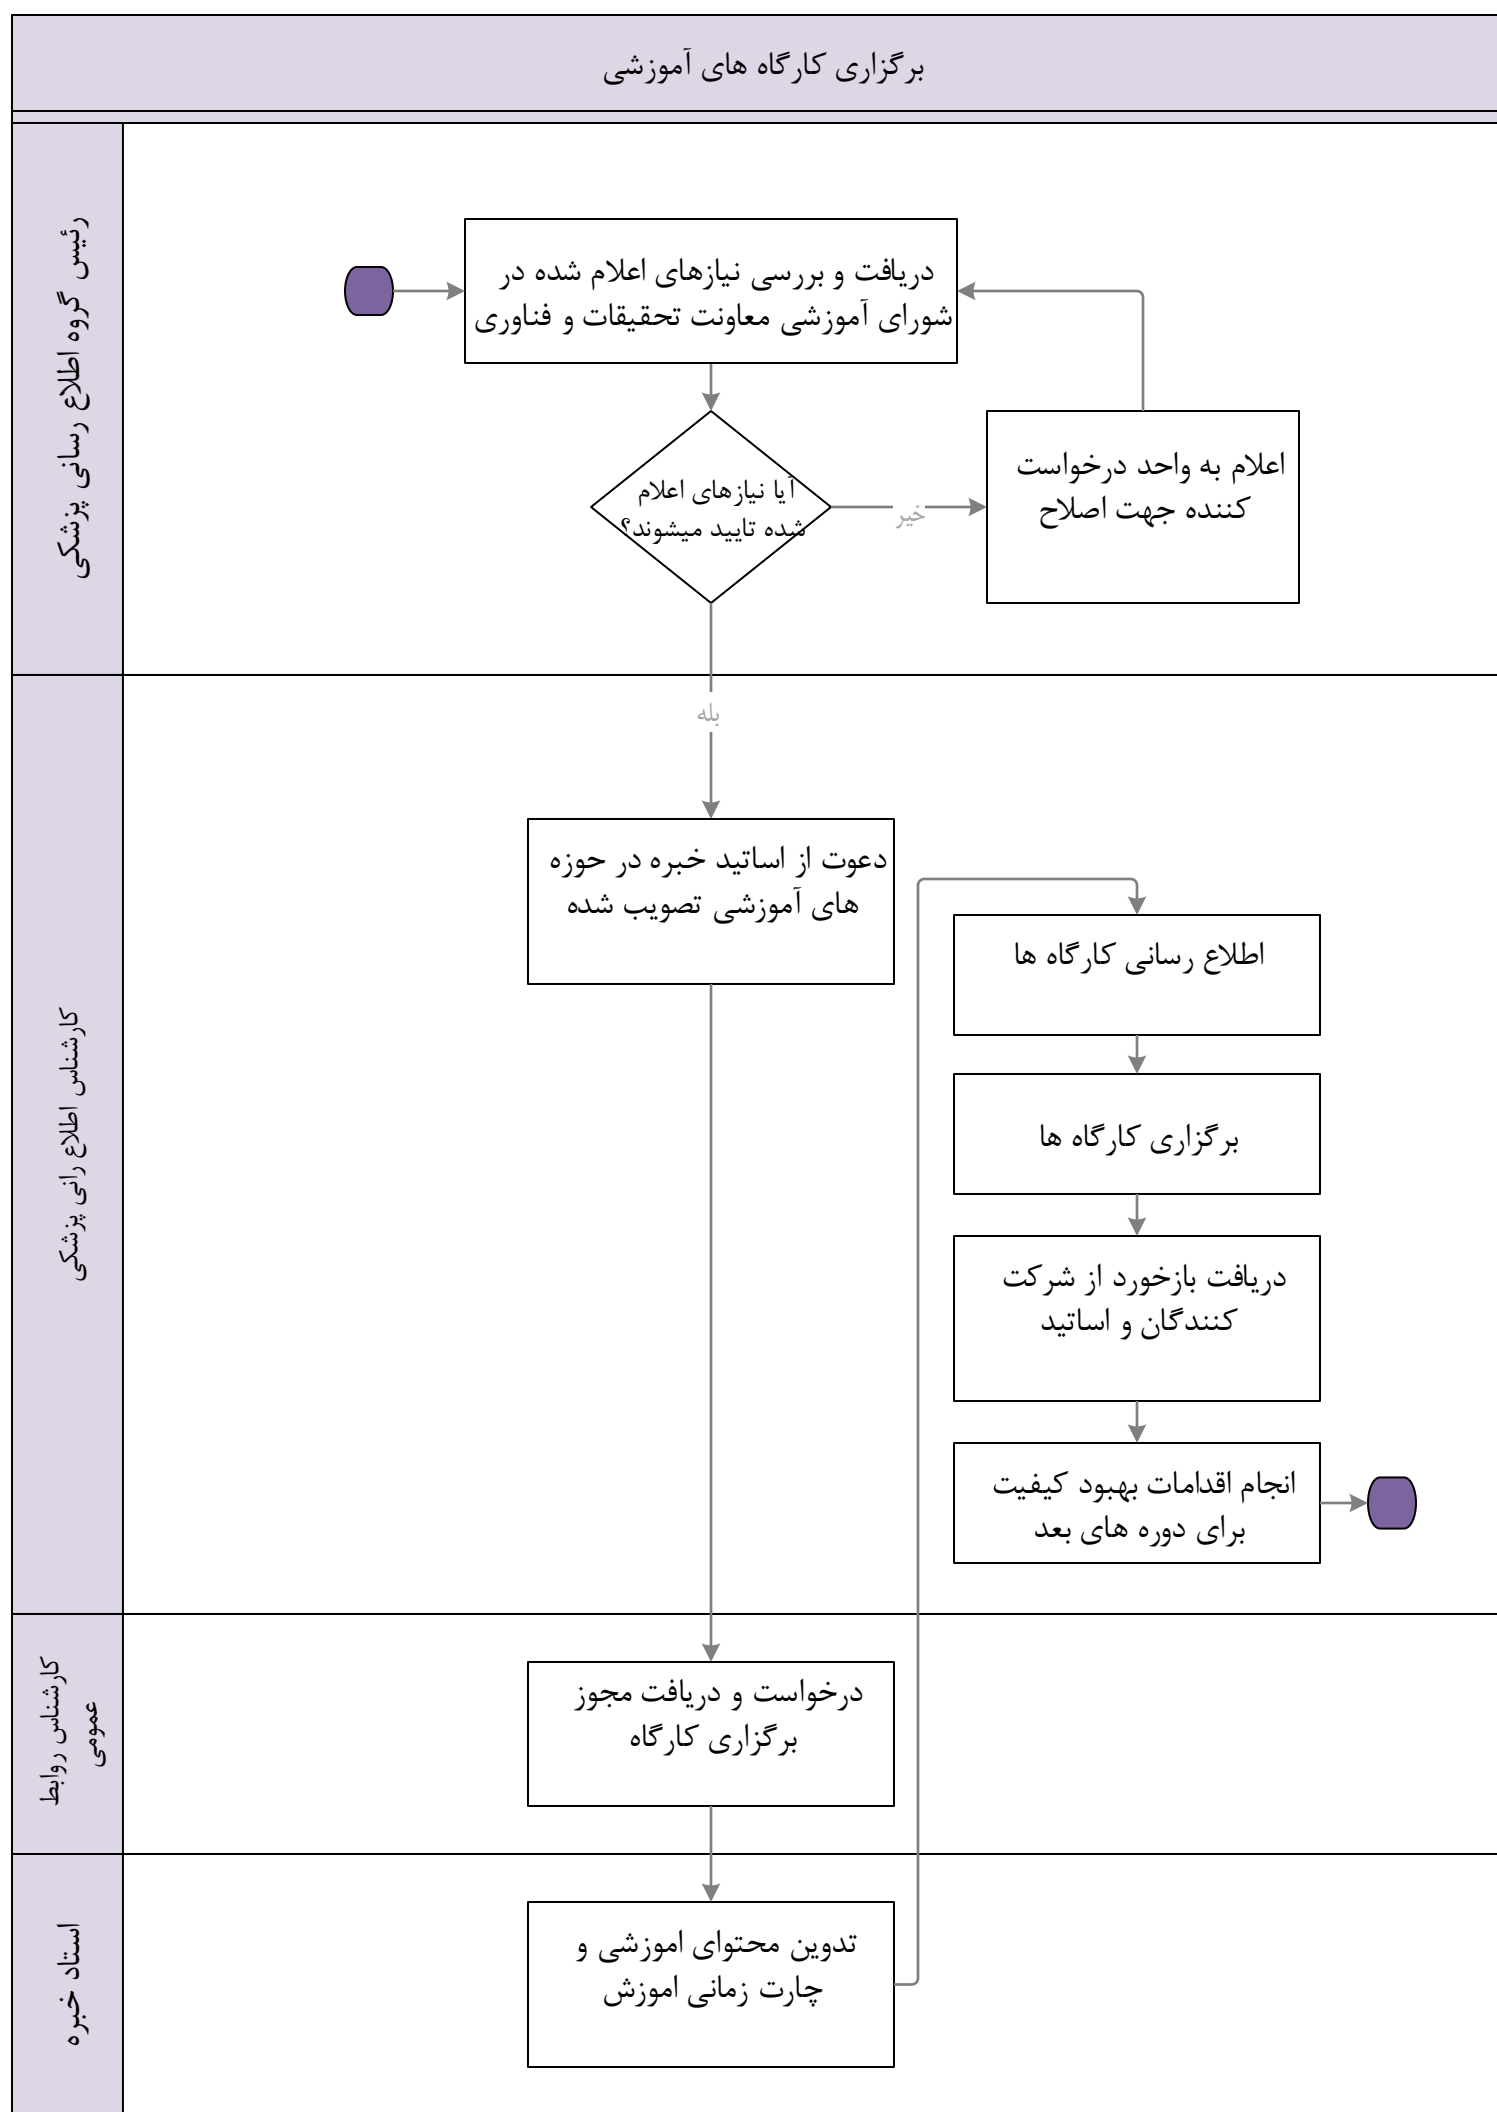 برگزاری کارگاه های آموزشی
رئیس گروه اطلاع رسانی پزشکی
دریافت و بررسی نیازهای اعلام شده در
شورای آموزشی معاونت تحقیقات و فناوری
آیا نیازهای اعلام
شده تایید میشوند؟
خیر
اعلام به واحد درخواست
کننده جهت اصلاح
بله
کارشناس اطلاع رانی پزشکی
دعوت از اساتید خبره در حوزه
های آموزشی تصویب شده
اطلاع رسانی کارگاه ها
برگزاری کارگاه ها
دریافت بازخورد از شرکت
کنندگان و اساتید
انجام اقدامات بهبود کیفیت
برای دوره های بعد
کارشناس روابط
عمومی
درخواست و دریافت مجوز
برگزاری کارگاه
استاد خبره
تدوین محتوای اموزشی و
چارت زمانی اموزش